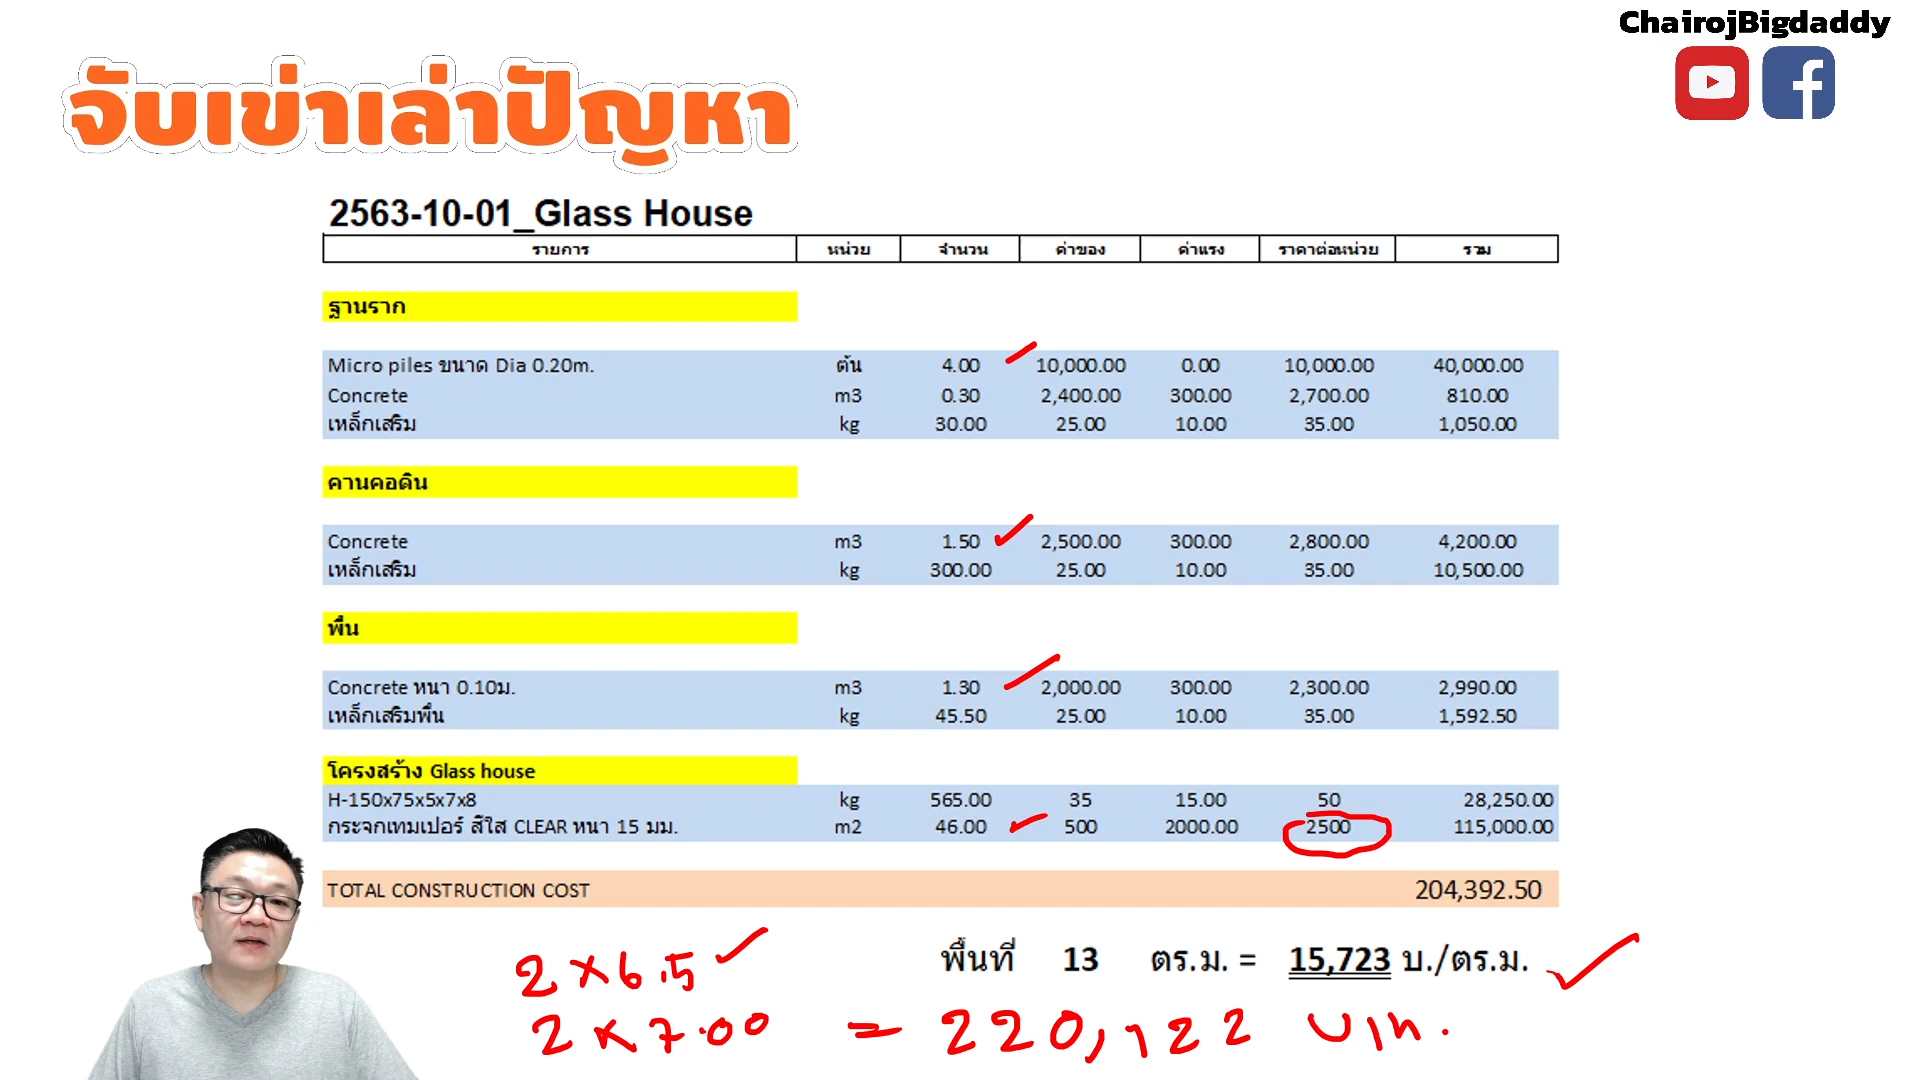 ChairojBigdaddy
จับเข่าเล่าปัญหา
2563-10-01_Glass House
รายการ หน่วย จำนวน ค่าของ ค่าแรง ราคาต่อหน่วย รวม
ฐานราก
Micro piles ขนาด Dia 0.20m. ต้น 4.00 10,000.00 0.00 10,000.00 40,000.00
Concrete m3 0.30 2,400.00 300.00 2,700.00 810.00
เหล็กเสริม kg 30.00 25.00 10.00 35.00 1,050.00
คานคอดิน
Concrete m3 1.50 2,500.00 300.00 2,800.00 4,200.00
เหล็กเสริม kg 300.00 25.00 10.00 35.00 10,500.00
พื้น
Concrete หนา 0.10ม. m3 1.30 2,000.00 300.00 2,300.00 2,990.00
เหล็กเสริมพื้น kg 45.50 25.00 10.00 35.00 1,592.50
โครงสร้าง Glass house
H-150x75x5x7x8 kg 565.00 35 15.00 50 28,250.00
กระจกเทมเปอร์ สีใส CLEAR หนา 15 มม. m2 46.00 500 2000.00 2500 115,000.00
TOTAL CONSTRUCTION COST 204,392.50
พื้นที่ 13 ตร.ม. = 15,723 บ./ตร.ม.
2 x 6.5
2 x 7.00 = 220,122 บาท.